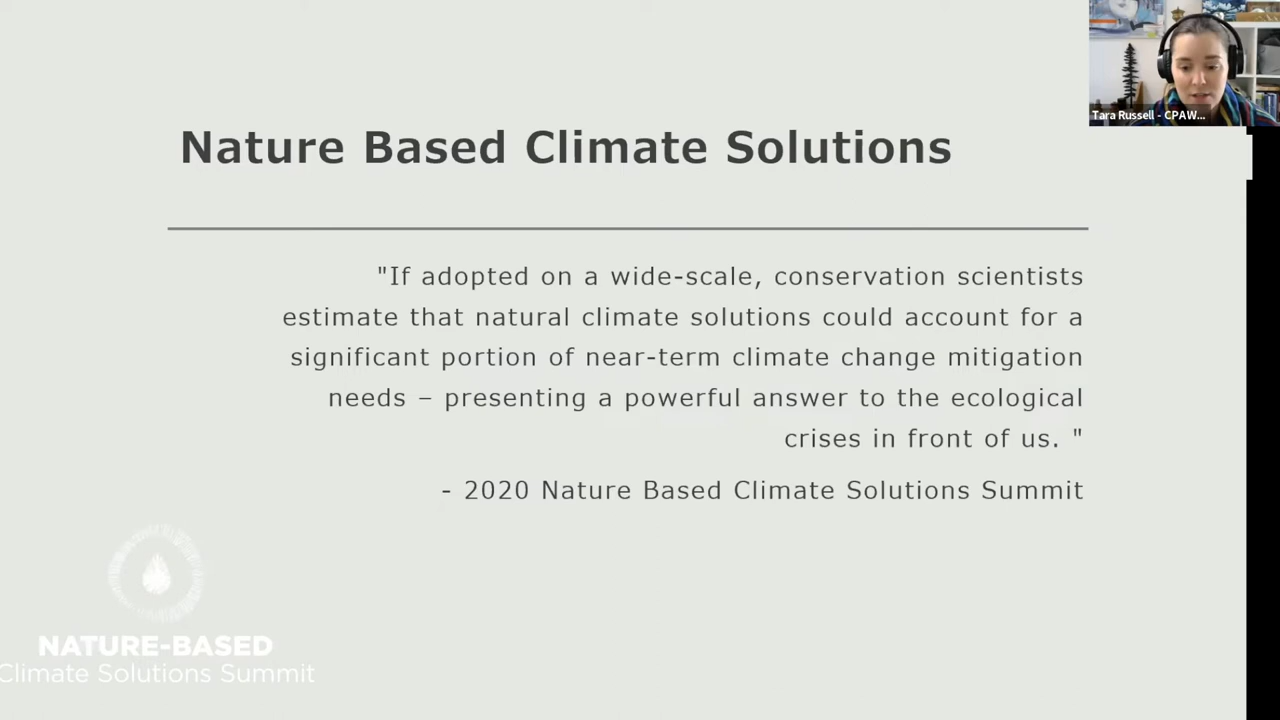 Tara Russell - CPAW...
Nature Based Climate Solutions
"If adopted on a wide-scale, conservation scientists
estimate that natural climate solutions could account for a
significant portion of near-term climate change mitigation
needs – presenting a powerful answer to the ecological
crises in front of us. "
- 2020 Nature Based Climate Solutions Summit
NATURE-BASED
Climate Solutions Summit